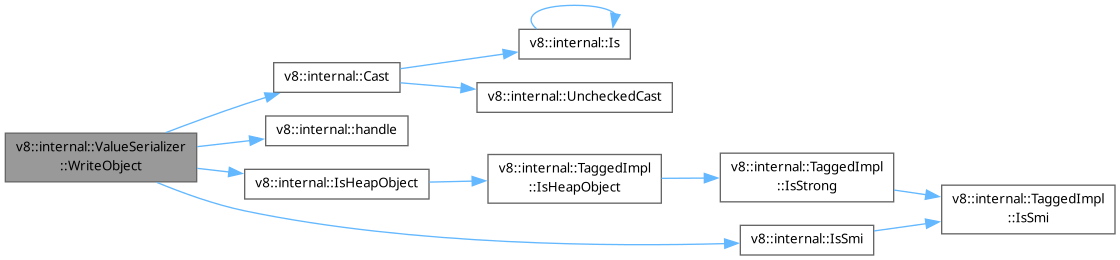 v8::internal::ValueSerializer
::WriteObject
v8::internal::Cast
v8::internal::Is
v8::internal::UncheckedCast
v8::internal::handle
v8::internal::IsHeapObject
v8::internal::TaggedImpl
::IsHeapObject
v8::internal::TaggedImpl
::IsStrong
v8::internal::TaggedImpl
::IsSmi
v8::internal::IsSmi